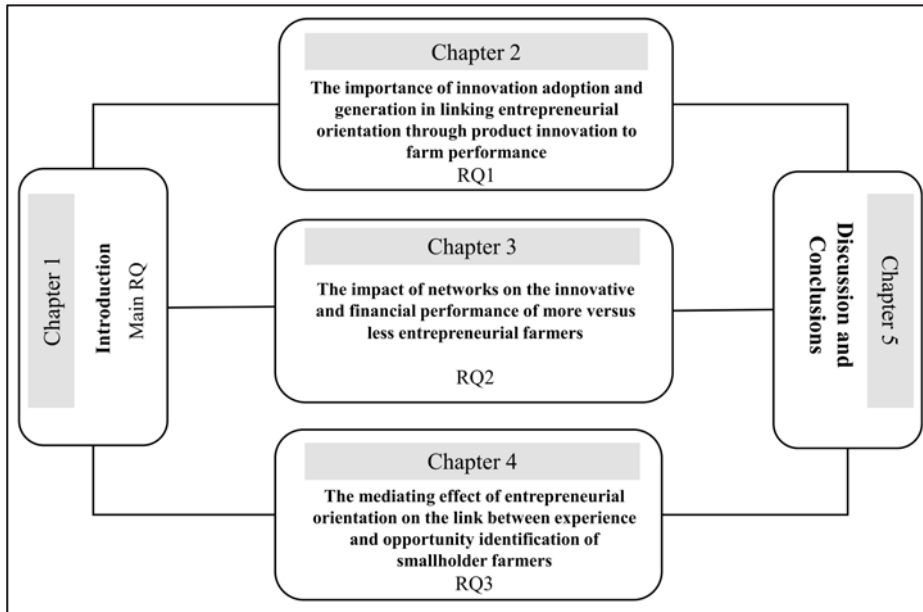 Chapter 1
Introduction
Main RQ
Chapter 2
The importance of innovation adoption and
generation in linking entrepreneurial
orientation through product innovation to
farm performance
RQ1
Chapter 3
The impact of networks on the innovative
and financial performance of more versus
less entrepreneurial farmers
RQ2
Chapter 4
The mediating effect of entrepreneurial
orientation on the link between experience
and opportunity identification of
smallholder farmers
RQ3
Chapter 5
Discussion and
Conclusions